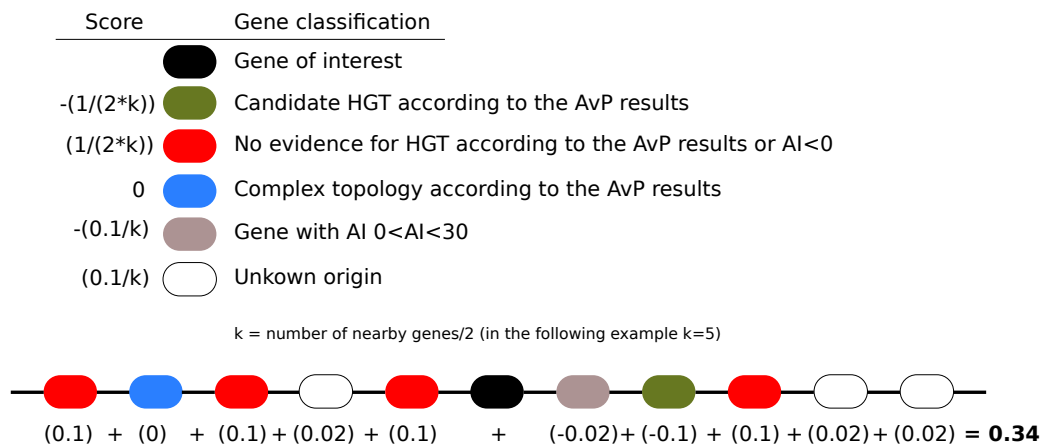 Score Gene classification
Gene of interest
-(1/(2*k)) Candidate HGT according to the AvP results
(1/(2*k)) No evidence for HGT according to the AvP results or AI<0
0 Complex topology according to the AvP results
-(0.1/k) Gene with AI 0<AI<30
(0.1/k) Unkown origin
k = number of nearby genes/2 (in the following example k=5)
(0.1) + (0) + (0.1) + (0.02) + (0.1) + (-0.02) + (-0.1) + (0.1) + (0.02) + (0.02) = 0.34